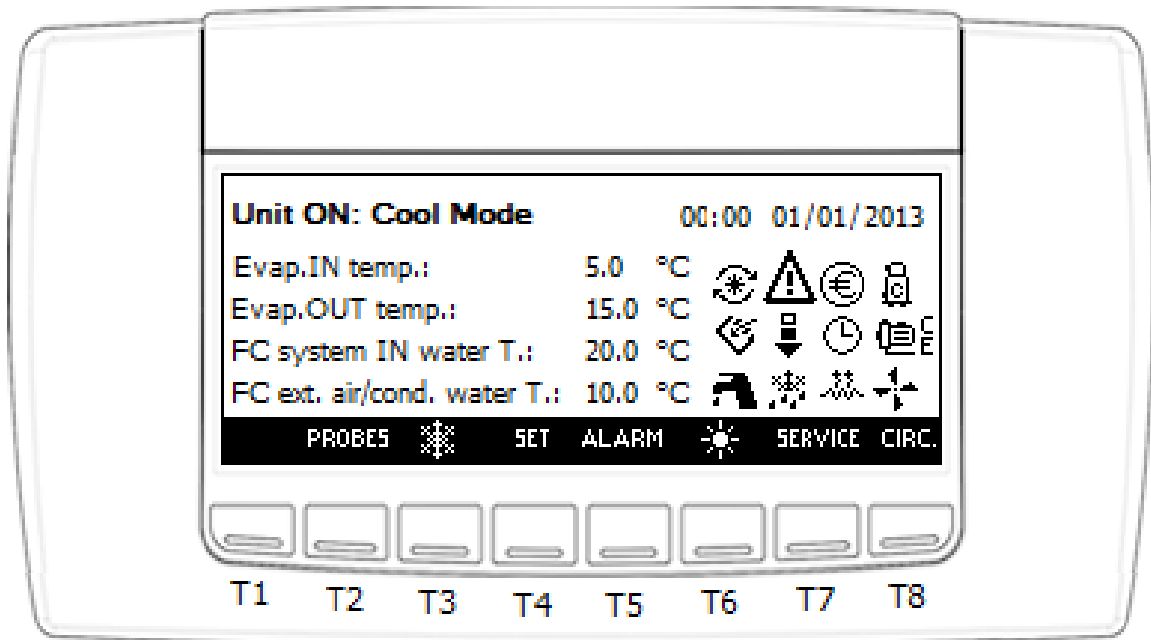 Unit ON: Cool Mode 00:00 01/01/2013
Evap.IN temp.: 5.0 °C
Evap.OUT temp.: 15.0 °C
FC system IN water T.: 20.0 °C
FC ext. air/cond. water T.: 10.0 °C
PROBES SET ALARM SERVICE CIRC.
T1 T2 T3 T4 T5 T6 T7 T8